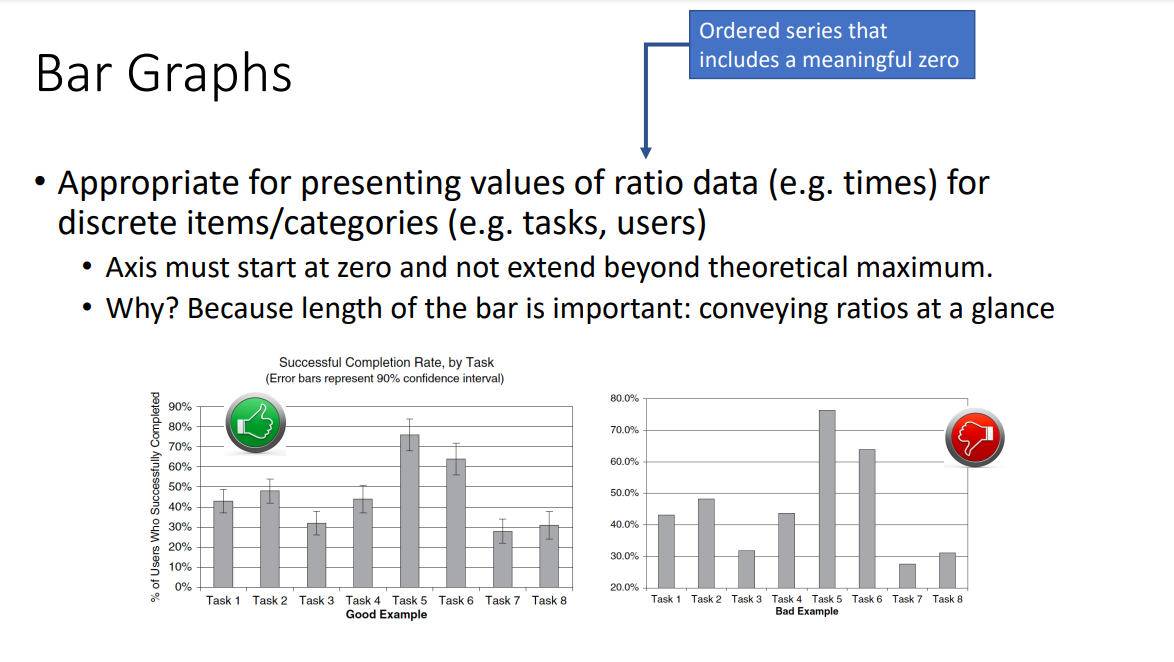 Ordered series that
includes a meaningful zero
Bar Graphs
• Appropriate for presenting values of ratio data (e.g. times) for
discrete items/categories (e.g. tasks, users)
• Axis must start at zero and not extend beyond theoretical maximum.
• Why? Because length of the bar is important: conveying ratios at a glance
Successful Completion Rate, by Task
(Error bars represent 90% confidence interval)
% of Users Who Successfully Completed
90%
80%
70%
60%
50%
40%
30%
20%
10%
0%
Task 1 Task 2 Task 3 Task 4 Task 5 Task 6 Task 7 Task 8
Good Example
80.0%
70.0%
60.0%
50.0%
40.0%
30.0%
20.0%
Task 1 Task 2 Task 3 Task 4 Task 5 Task 6 Task 7 Task 8
Bad Example